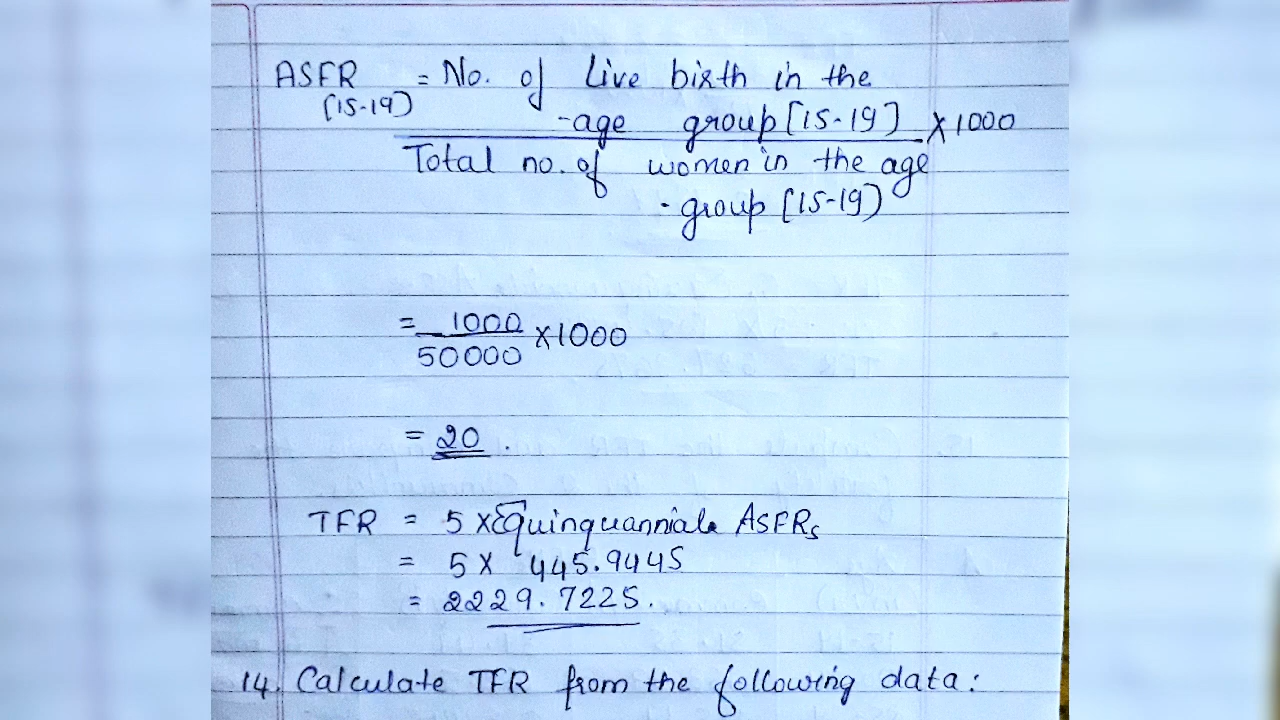 ASFR = No. of Live birth in the
[15-19]
-age group [15-19] X1000
Total no. of women in the age
-group [15-19)
= 1000 X1000
50000
= 20.
TFR = 5 XΣQuinquanniale ASFRs
= 5 X 445.9445
= 2229.7225.
14. Calculate TFR from the following data: